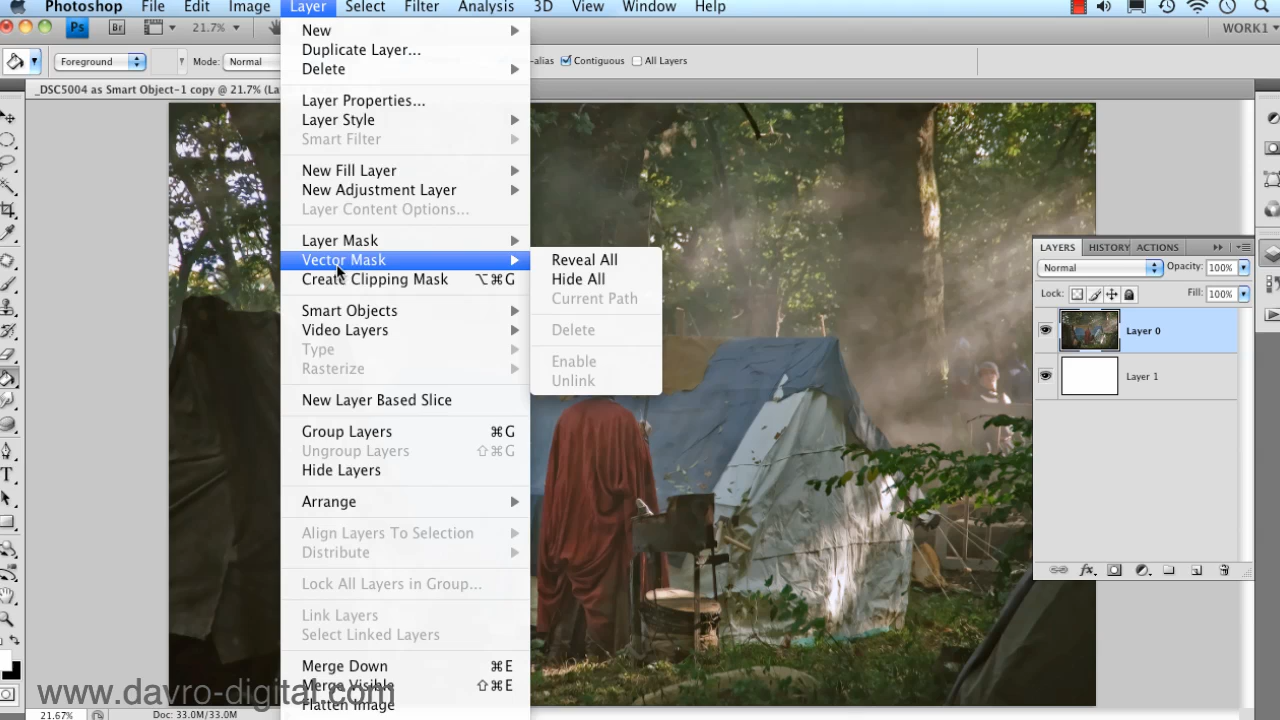 Photoshop File Edit Image Layer Select Filter Analysis 3D View Window Help
Ps Br 21.7% WORK1
Foreground Mode: Normal -alias Contiguous All Layers
_DSC5004 as Smart Object-1 copy @ 21.7% (La
New
Duplicate Layer...
Delete
Layer Properties...
Layer Style
Smart Filter
New Fill Layer
New Adjustment Layer
Layer Content Options...
Layer Mask
Vector Mask
Create Clipping Mask ⌥⌘G
Smart Objects
Video Layers
Type
Rasterize
New Layer Based Slice
Group Layers ⌘G
Ungroup Layers ⇧⌘G
Hide Layers
Arrange
Align Layers To Selection
Distribute
Lock All Layers in Group...
Link Layers
Select Linked Layers
Merge Down ⌘E
Merge Visible ⇧⌘E
Flatten Image
Reveal All
Hide All
Current Path
Delete
Enable
Unlink
LAYERS HISTORY ACTIONS
Normal Opacity: 100%
Lock: Fill: 100%
Layer 0
Layer 1
www.davro-digital.com
21.67% Doc: 33.0M/33.0M